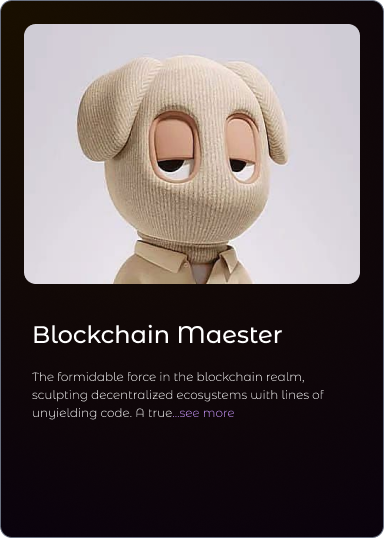 Blockchain Maester
The formidable force in the blockchain realm,
sculpting decentralized ecosystems with lines of
unyielding code. A true...see more